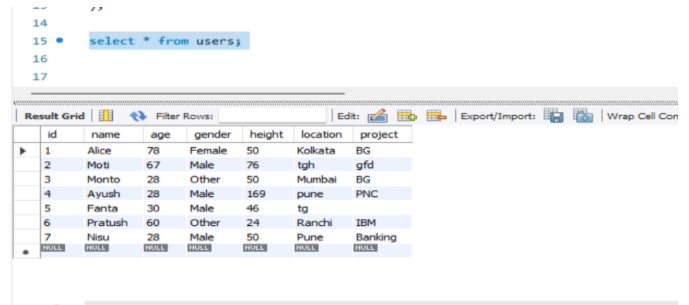 14
15 select * from users;
16
17
Result Grid Filter Rows: Edit: Export/Import: Wrap Cell Con
id name age gender height location project
1 Alice 78 Female 50 Kolkata BG
2 Moti 67 Male 76 tgh gfd
3 Monto 28 Other 50 Mumbai BG
4 Ayush 28 Male 169 pune PNC
5 Fanta 30 Male 46 tg
6 Pratush 60 Other 24 Ranchi IBM
7 Nisu 28 Male 50 Pune Banking
NULL NULL NULL NULL NULL NULL NULL